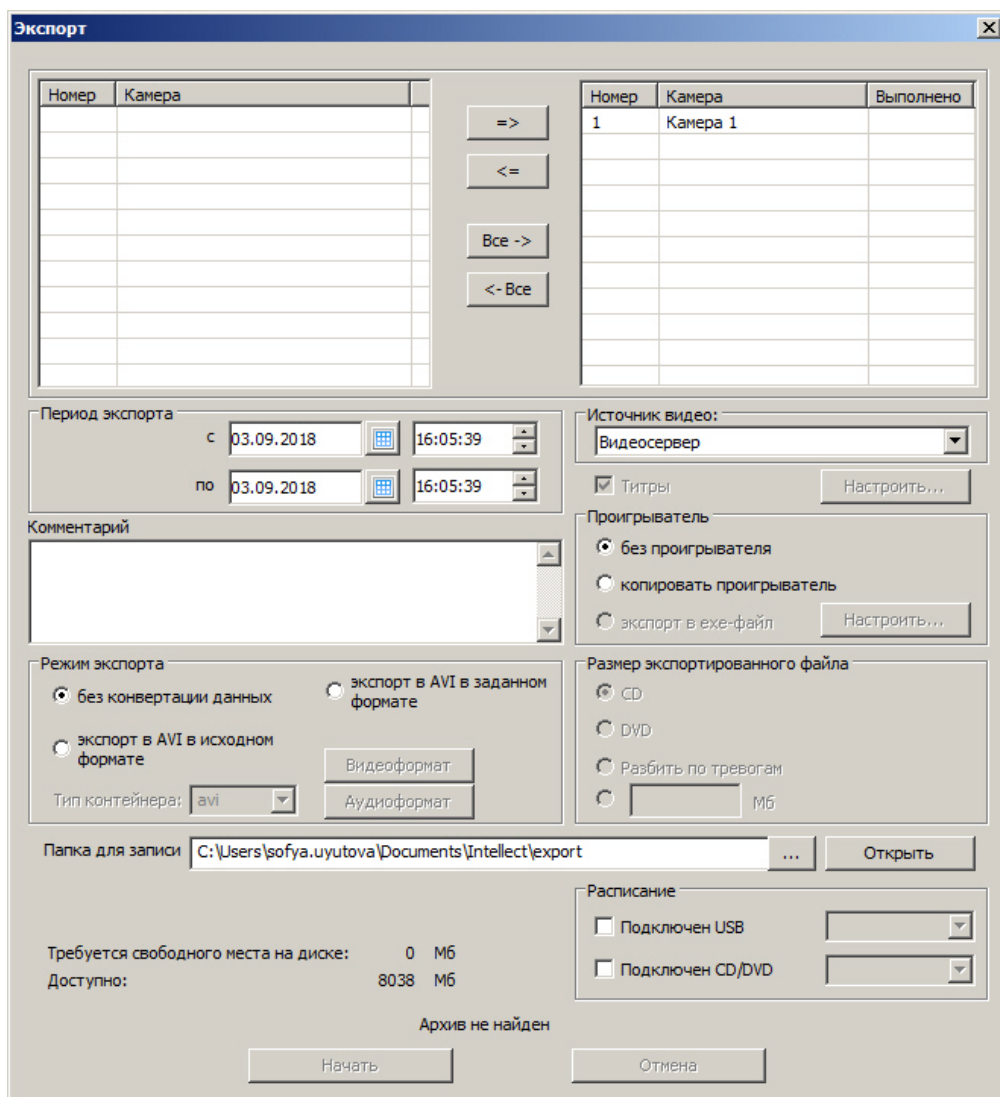 Экспорт
Номер Камера
Номер Камера Выполнено
1 Камера 1
=>
<=
Все ->
<- Все
Период экспорта
с 03.09.2018 16:05:39
по 03.09.2018 16:05:39
Источник видео:
Видеосервер
Титры Настроить...
Комментарий
Проигрыватель
без проигрывателя
копировать проигрыватель
экспорт в exe-файл Настроить...
Режим экспорта
без конвертации данных
экспорт в AVI в заданном
формате
экспорт в AVI в исходном
формате
Видеоформат
Тип контейнера: avi
Аудиоформат
Размер экспортированного файла
CD
DVD
Разбить по тревогам
Мб
Папка для записи C:\Users\sofya.uyutova\Documents\Intellect\export ... Открыть
Расписание
Подключен USB
Подключен CD/DVD
Требуется свободного места на диске: 0 Мб
Доступно: 8038 Мб
Архив не найден
Начать Отмена